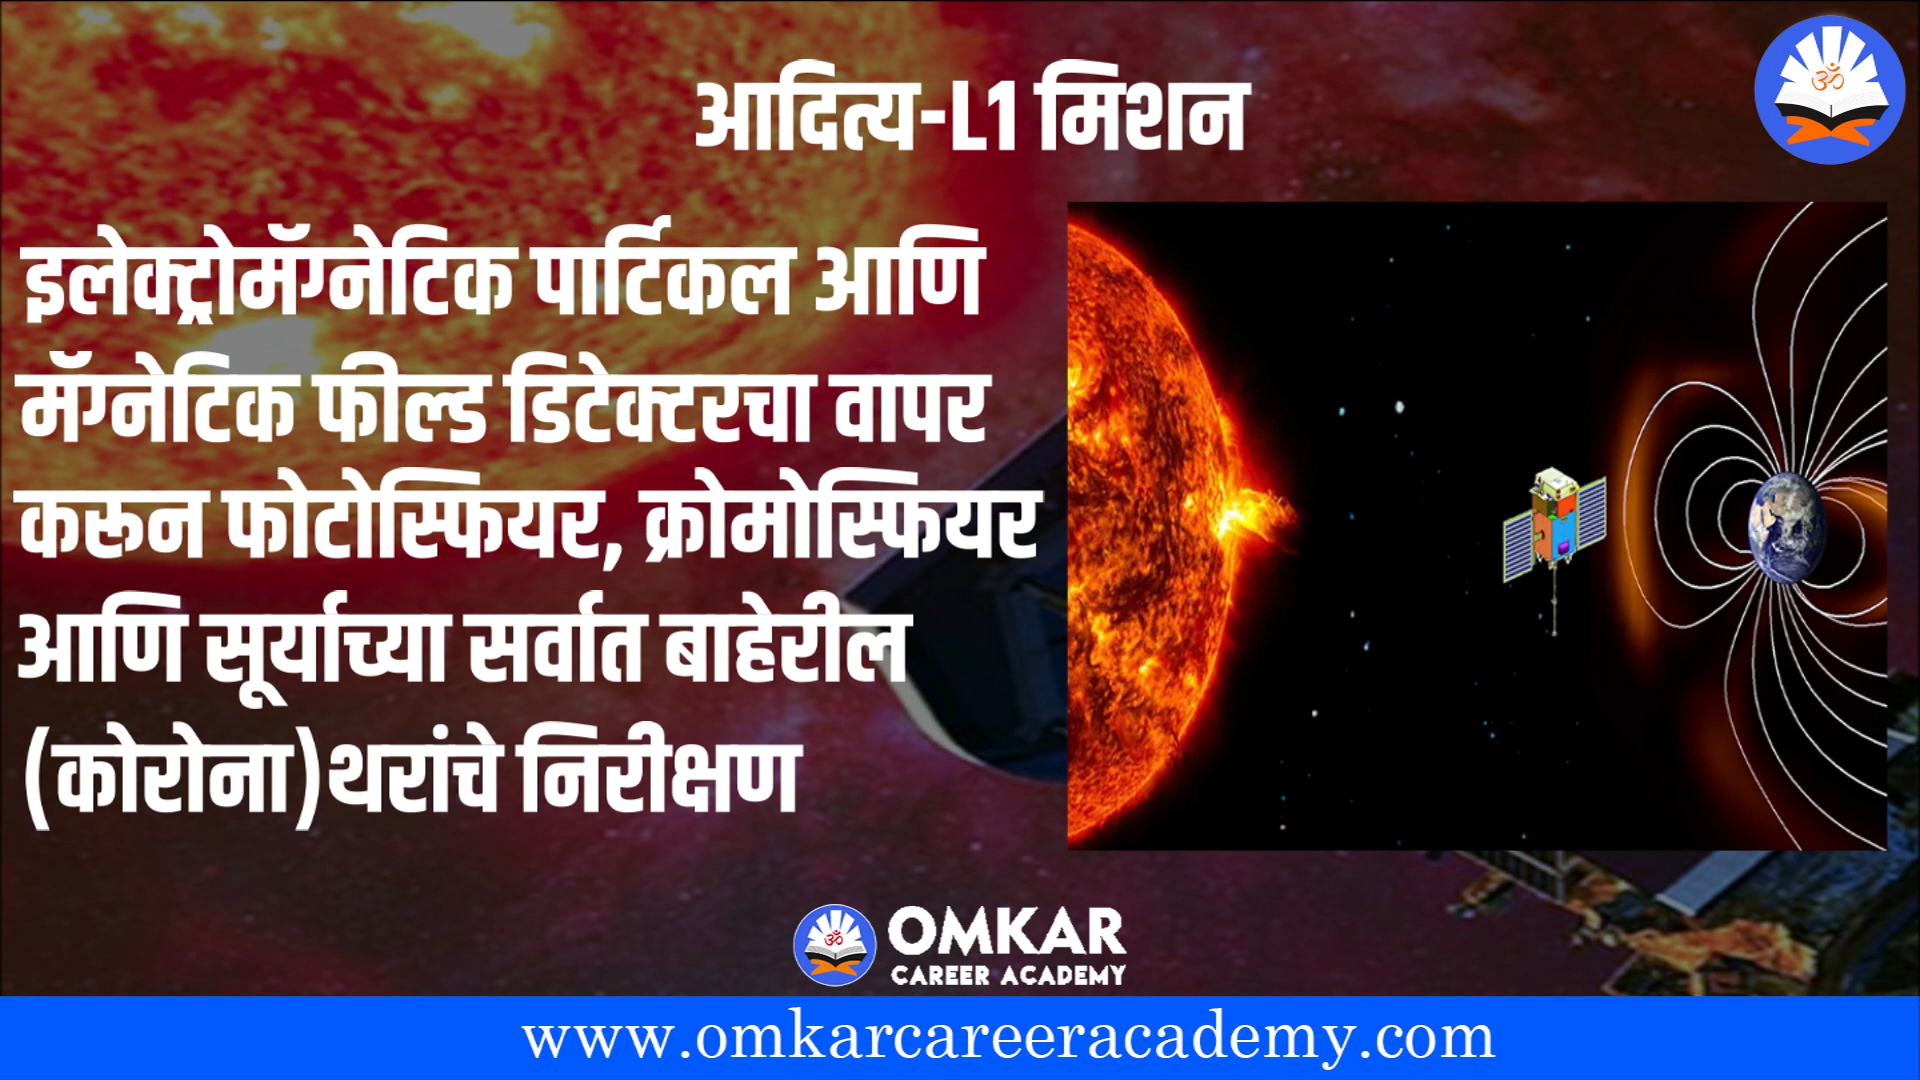 आदित्य-L1 मिशन
इलेक्ट्रोमॅग्नेटिक पार्टिकल आणि
मॅग्नेटिक फील्ड डिटेक्टरचा वापर
करून फोटोस्फियर, क्रोमोस्फियर
आणि सूर्याच्या सर्वात बाहेरील
(कोरोना)थरांचे निरीक्षण
ॐ
ॐ
OMKAR
CAREER ACADEMY
www.omkarcareeracademy.com